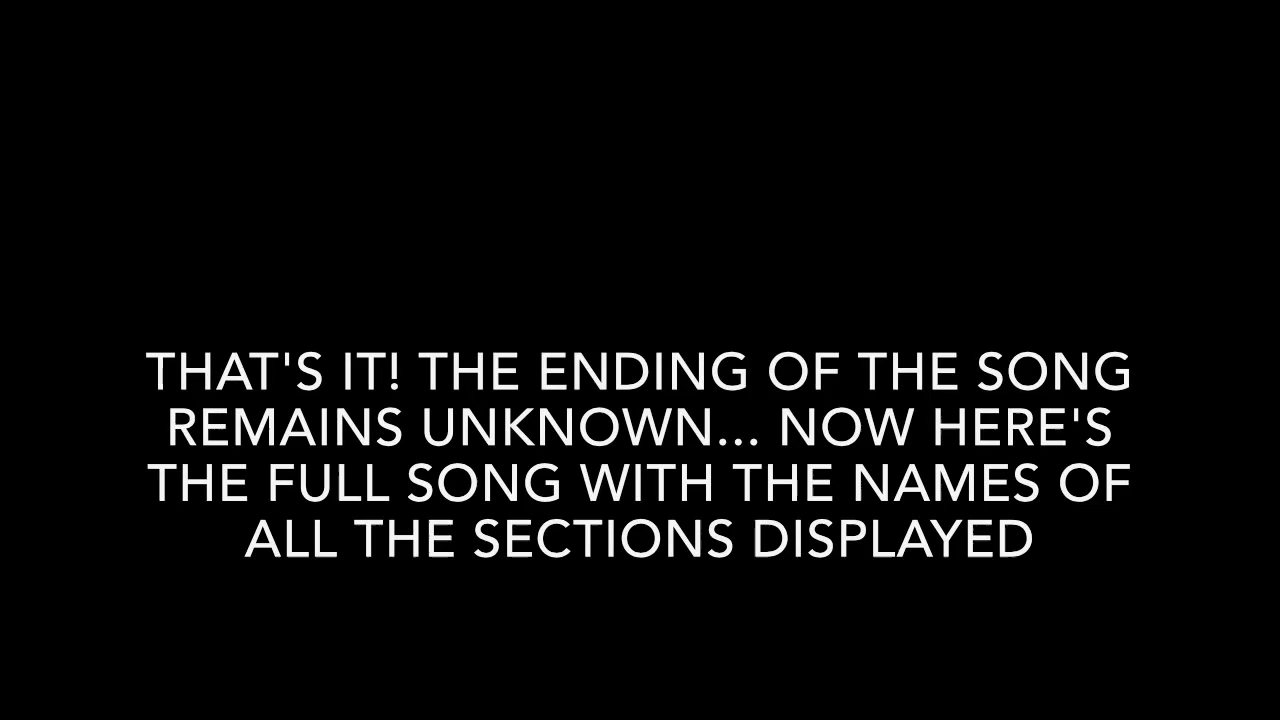 THAT'S IT! THE ENDING OF THE SONG
REMAINS UNKNOWN... NOW HERE'S
THE FULL SONG WITH THE NAMES OF
ALL THE SECTIONS DISPLAYED